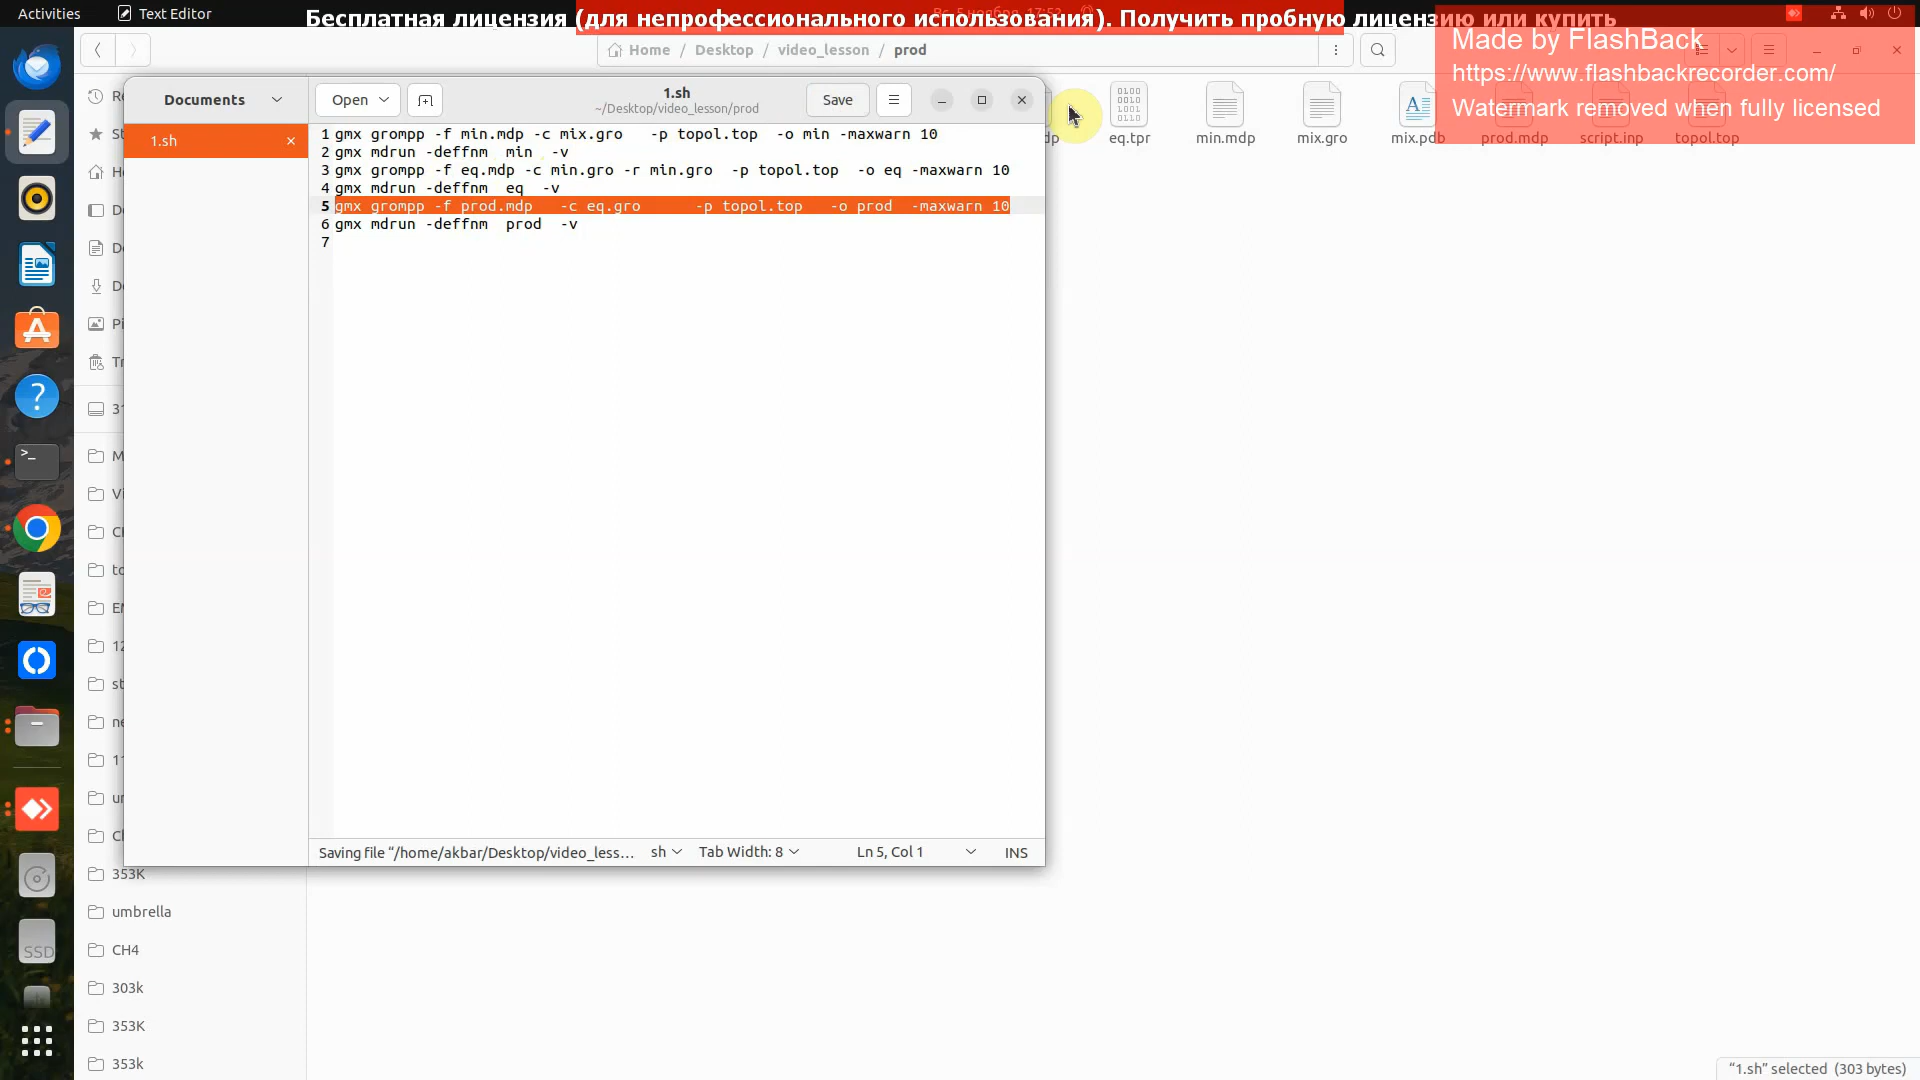 Activities
Text Editor
Бесплатная лицензия (для непрофессионального использования). Получить пробную лицензию или купить
Made by FlashBack
https://www.flashbackrecorder.com/
Watermark removed when fully licensed
Home / Desktop / video_lesson / prod
Documents
Open
1.sh
~/Desktop/video_lesson/prod
Save
1.sh
1 gmx grompp -f min.mdp -c mix.gro   -p topol.top  -o min -maxwarn 10
2 gmx mdrun -deffnm  min  -v
3 gmx grompp -f eq.mdp -c min.gro -r min.gro  -p topol.top  -o eq -maxwarn 10
4 gmx mdrun -deffnm  eq  -v
5 gmx grompp -f prod.mdp   -c eq.gro      -p topol.top   -o prod  -maxwarn 10
6 gmx mdrun -deffnm  prod  -v
7
dp
eq.tpr
min.mdp
mix.gro
mix.pdb
prod.mdp
script.inp
topol.top
353K
umbrella
CH4
303k
353K
353k
SSD
Saving file “/home/akbar/Desktop/video_less...
sh
Tab Width: 8
Ln 5, Col 1
INS
“1.sh” selected (303 bytes)